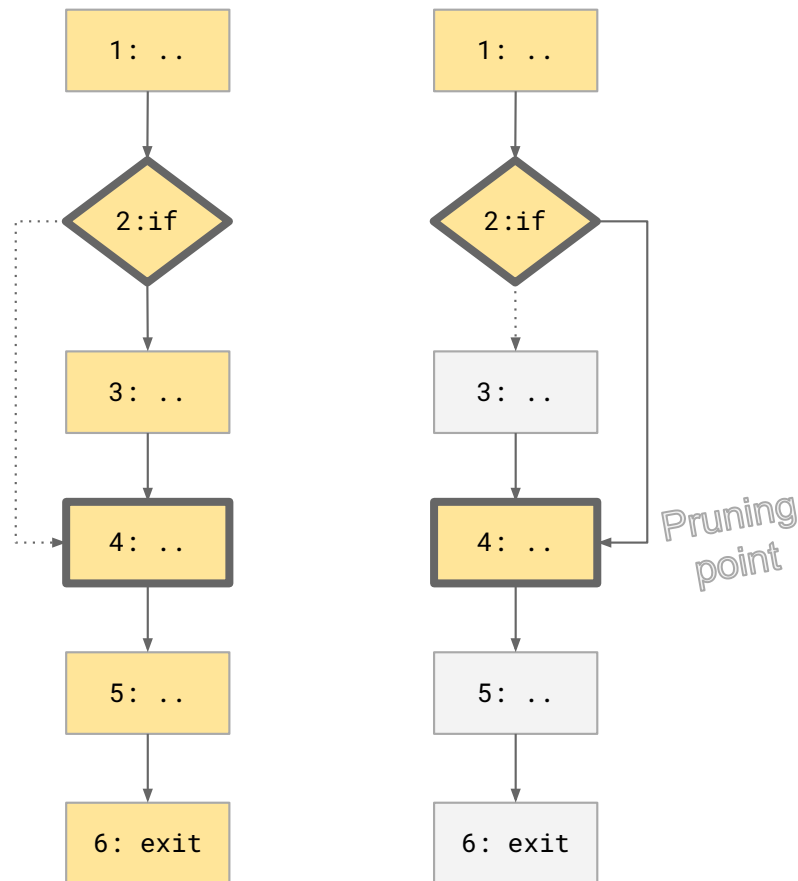 1: ..
2:if
3: ..
4: ..
5: ..
6: exit
1: ..
2:if
3: ..
4: ..
Pruning
point
5: ..
6: exit